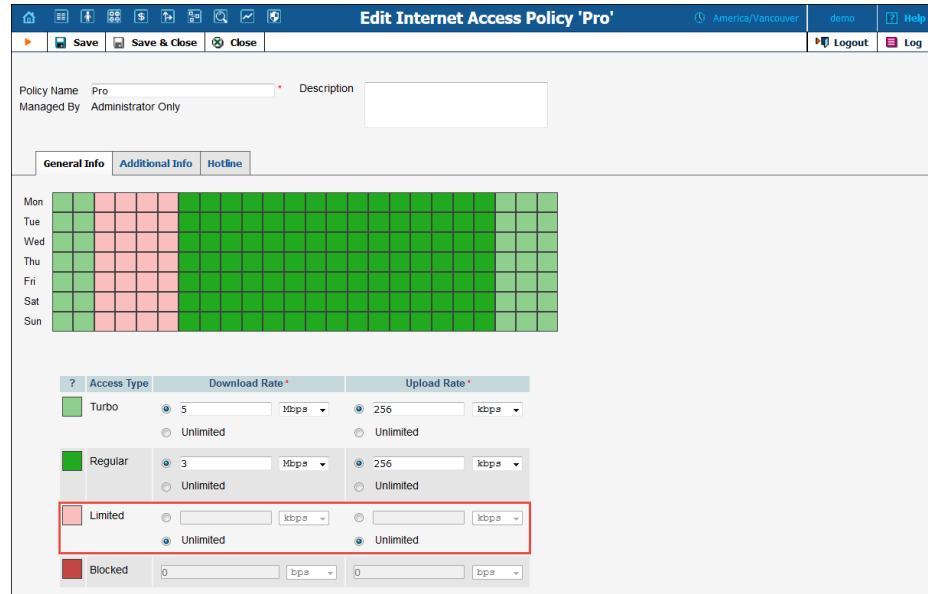 Edit Internet Access Policy 'Pro' America/Vancouver demo ? Help
Save Save & Close Close Logout Log
Policy Name Pro * Description
Managed By Administrator Only
General Info Additional Info Hotline
Mon
Tue
Wed
Thu
Fri
Sat
Sun
? Access Type Download Rate * Upload Rate *
Turbo 5 Mbps 256 kbps
Unlimited Unlimited
Regular 3 Mbps 256 kbps
Unlimited Unlimited
Limited kbps kbps
Unlimited Unlimited
Blocked 0 bps 0 bps